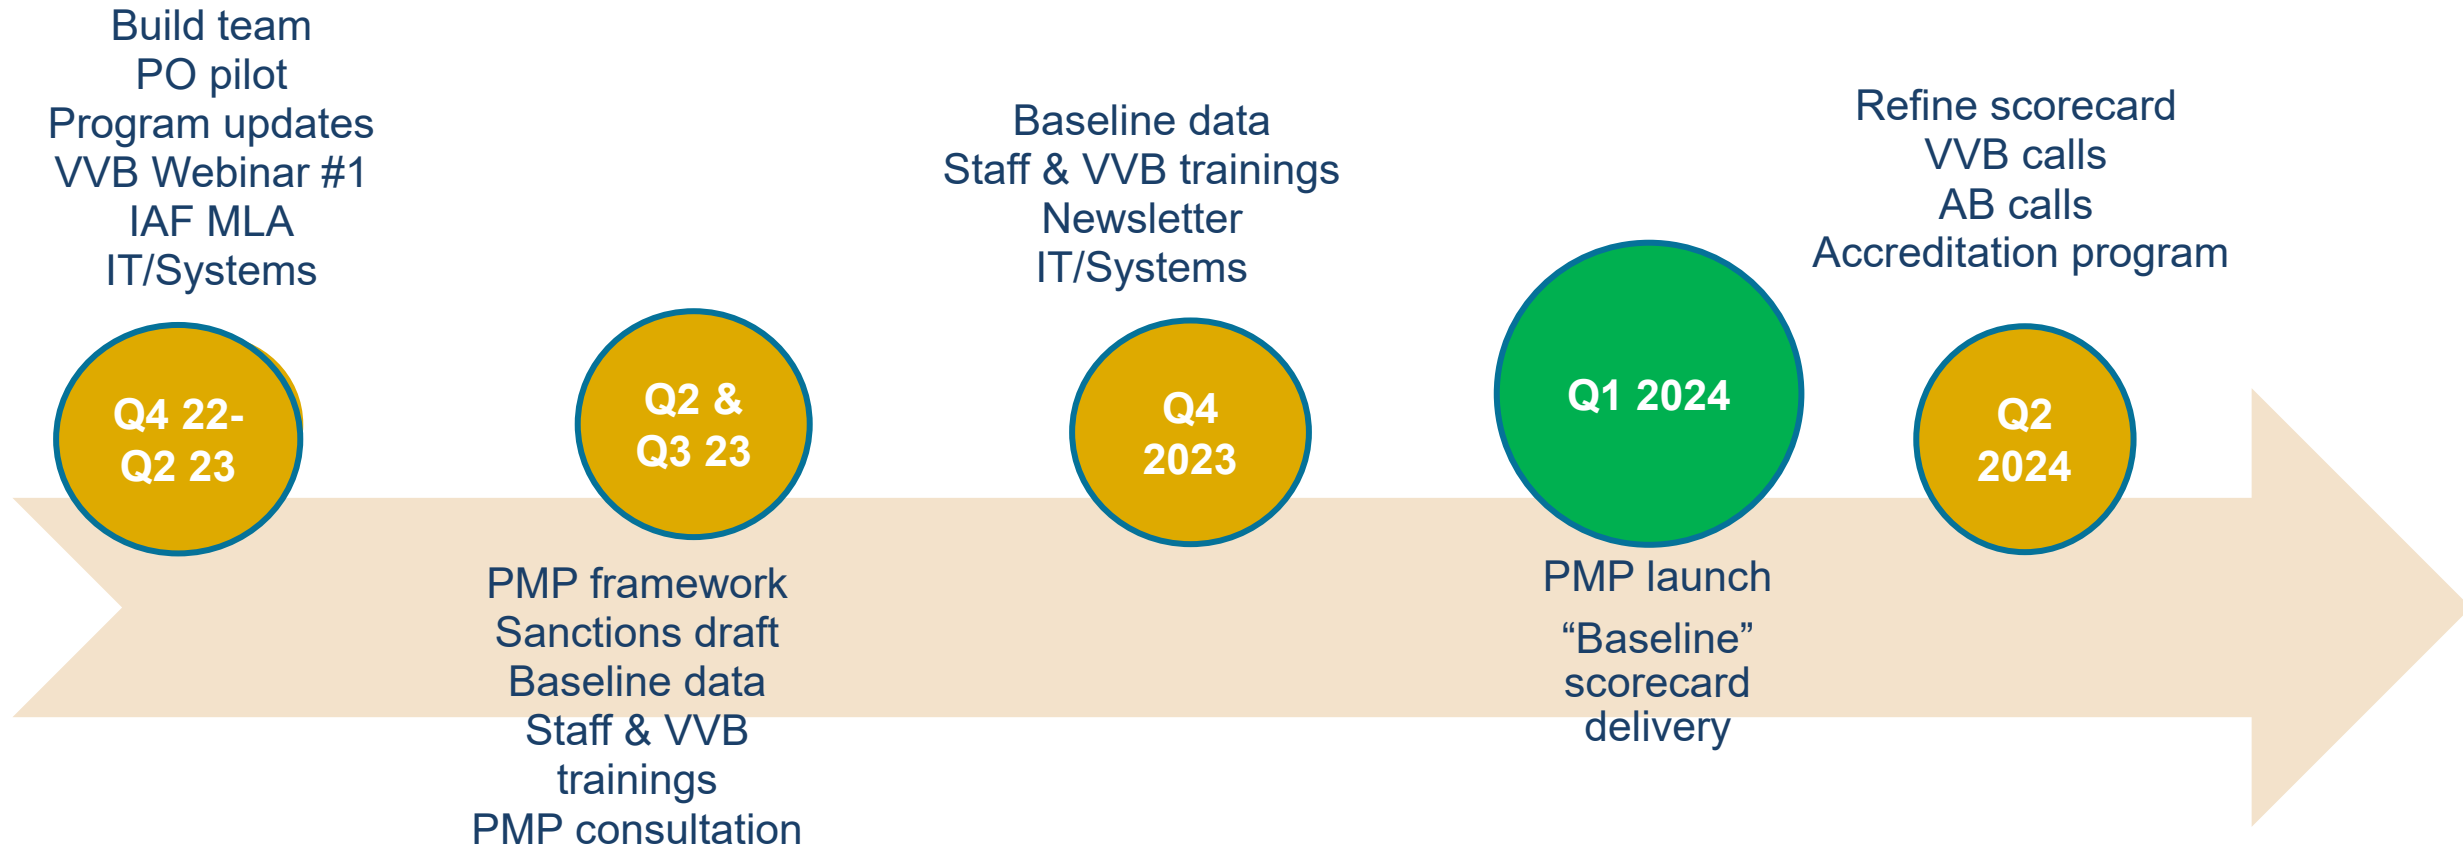 Build team
PO pilot
Program updates
VVB Webinar #1
IAF MLA
IT/Systems
Q4 22-
Q2 23
Q2 &
Q3 23
PMP framework
Sanctions draft
Baseline data
Staff & VVB
trainings
PMP consultation
Baseline data
Staff & VVB trainings
Newsletter
IT/Systems
Q4
2023
Q1 2024
PMP launch
“Baseline”
scorecard
delivery
Refine scorecard
VVB calls
AB calls
Accreditation program
Q2
2024